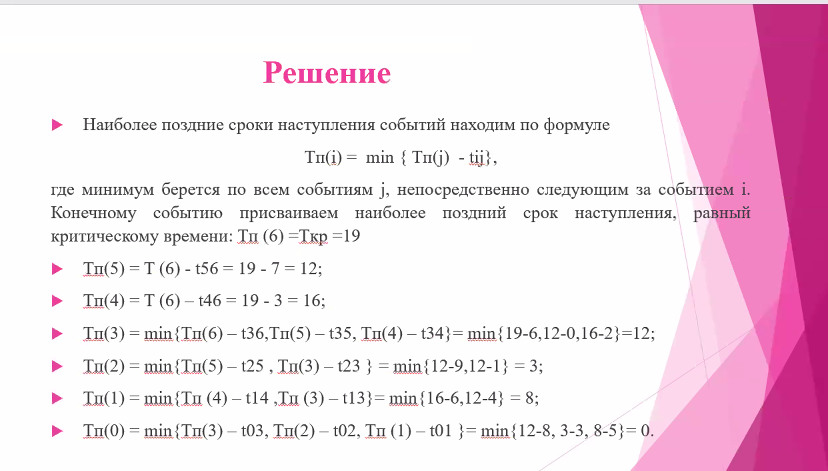 Решение
Наиболее поздние сроки наступления событий находим по формуле
Тп(i) = min { Тп(j) - tij},
где минимум берется по всем событиям j, непосредственно следующим за событием i.
Конечному событию присваиваем наиболее поздний срок наступления, равный
критическому времени: Тп (6) =Ткр =19
Тп(5) = Т (6) - t56 = 19 - 7 = 12;
Тп(4) = Т (6) – t46 = 19 - 3 = 16;
Тп(3) = min{Тп(6) – t36,Тп(5) – t35, Тп(4) – t34}= min{19-6,12-0,16-2}=12;
Тп(2) = min{Тп(5) – t25 , Тп(3) – t23 } = min{12-9,12-1} = 3;
Тп(1) = min{Тп (4) – t14 ,Тп (3) – t13}= min{16-6,12-4} = 8;
Тп(0) = min{Тп(3) – t03, Тп(2) – t02, Тп (1) – t01 }= min{12-8, 3-3, 8-5}= 0.